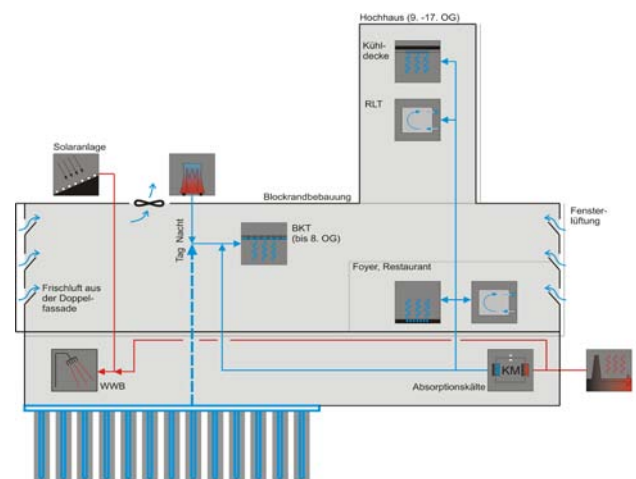 Hochhaus (9. -17. OG)
Kühl-
decke
RLT
Solaranlage
Blockrandbebauung
Fenster-
lüftung
Tag Nacht
BKT
(bis 8. OG)
Foyer, Restaurant
Frischluft aus
der Doppel-
fassade
WWB
KM
Absorptionskälte